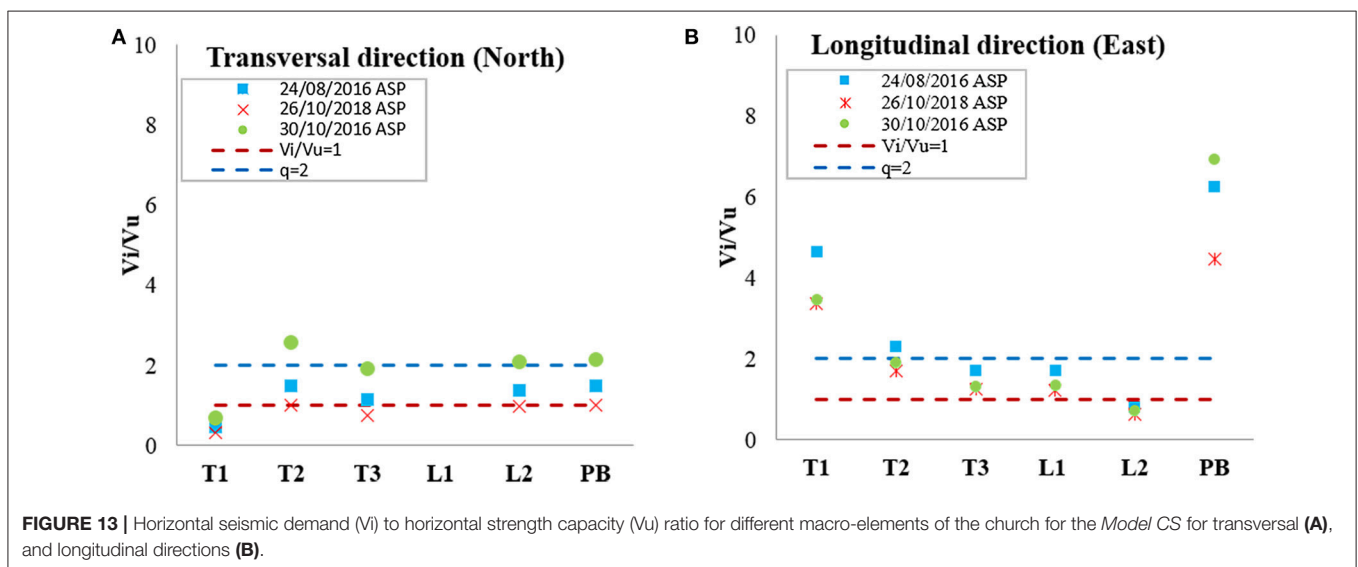 A
Transversal direction (North)
24/08/2016 ASP
26/10/2018 ASP
30/10/2016 ASP
Vi/Vu=1
q=2
Vi/Vu
10
8
6
4
2
0
T1 T2 T3 L1 L2 PB
B
Longitudinal direction (East)
24/08/2016 ASP
26/10/2018 ASP
30/10/2016 ASP
Vi/Vu=1
q=2
Vi/Vu
10
8
6
4
2
0
T1 T2 T3 L1 L2 PB
FIGURE 13 | Horizontal seismic demand (Vi) to horizontal strength capacity (Vu) ratio for different macro-elements of the church for the Model CS for transversal (A),
and longitudinal directions (B).